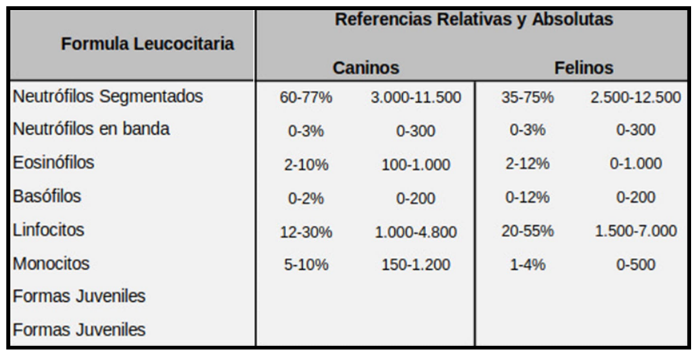 Formula Leucocitaria
Referencias Relativas y Absolutas
Caninos Felinos
Neutrófilos Segmentados 60-77% 3.000-11.500 35-75% 2.500-12.500
Neutrófilos en banda 0-3% 0-300 0-3% 0-300
Eosinófilos 2-10% 100-1.000 2-12% 0-1.000
Basófilos 0-2% 0-200 0-12% 0-200
Linfocitos 12-30% 1.000-4.800 20-55% 1.500-7.000
Monocitos 5-10% 150-1.200 1-4% 0-500
Formas Juveniles
Formas Juveniles